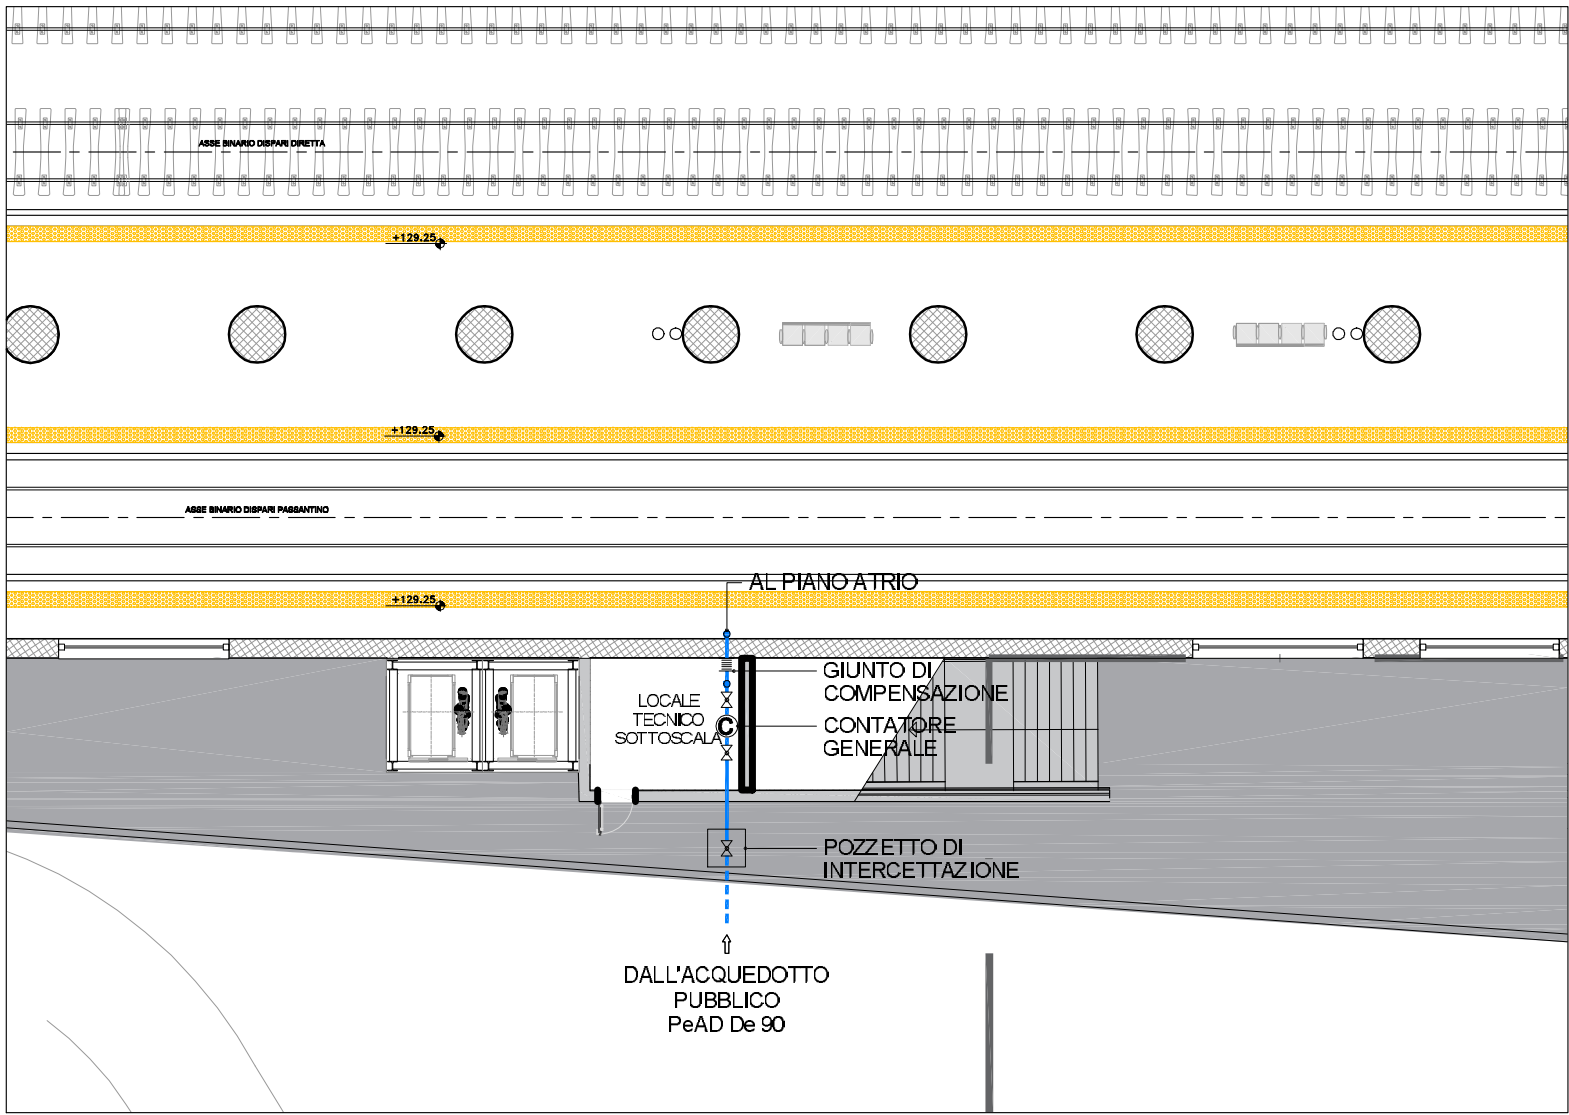 ASSE BINARIO DISPARI DIRETTA
+129.25
+129.25
ASSE BINARIO DISPARI PASSANTINO
AL PIANO ATRIO
+129.25
GIUNTO DI
COMPENSAZIONE
LOCALE
TECNICO
SOTTOSCALA
C
CONTATORE
GENERALE
POZZETTO DI
INTERCETTAZIONE
DALL'ACQUEDOTTO
PUBBLICO
PeAD De 90